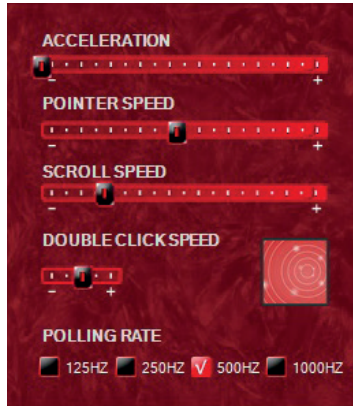 ACCELERATION
- +
POINTER SPEED
- +
SCROLL SPEED
- +
DOUBLE CLICK SPEED
- +
POLLING RATE
125HZ 250HZ √ 500HZ 1000HZ